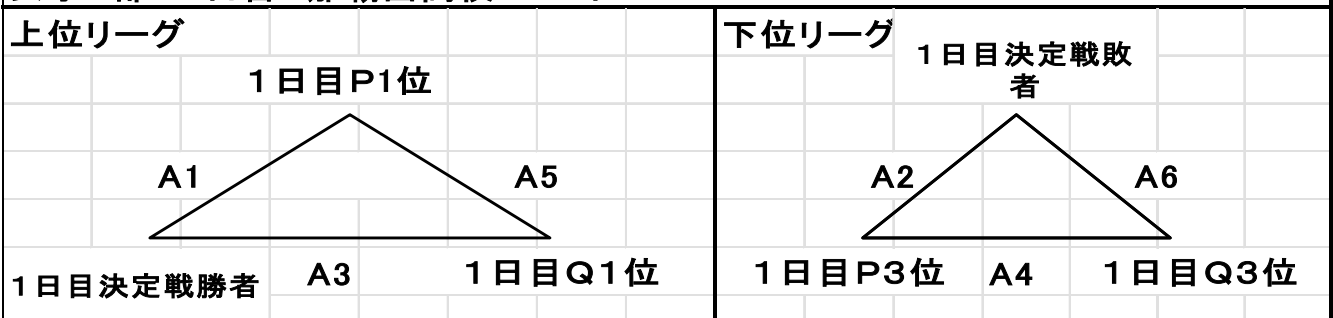 上位リーグ
1日目P1位
A1
A5
1日目決定戦勝者
A3
1日目Q1位
下位リーグ
1日目決定戦敗
者
A2
A6
1日目P3位
A4
1日目Q3位